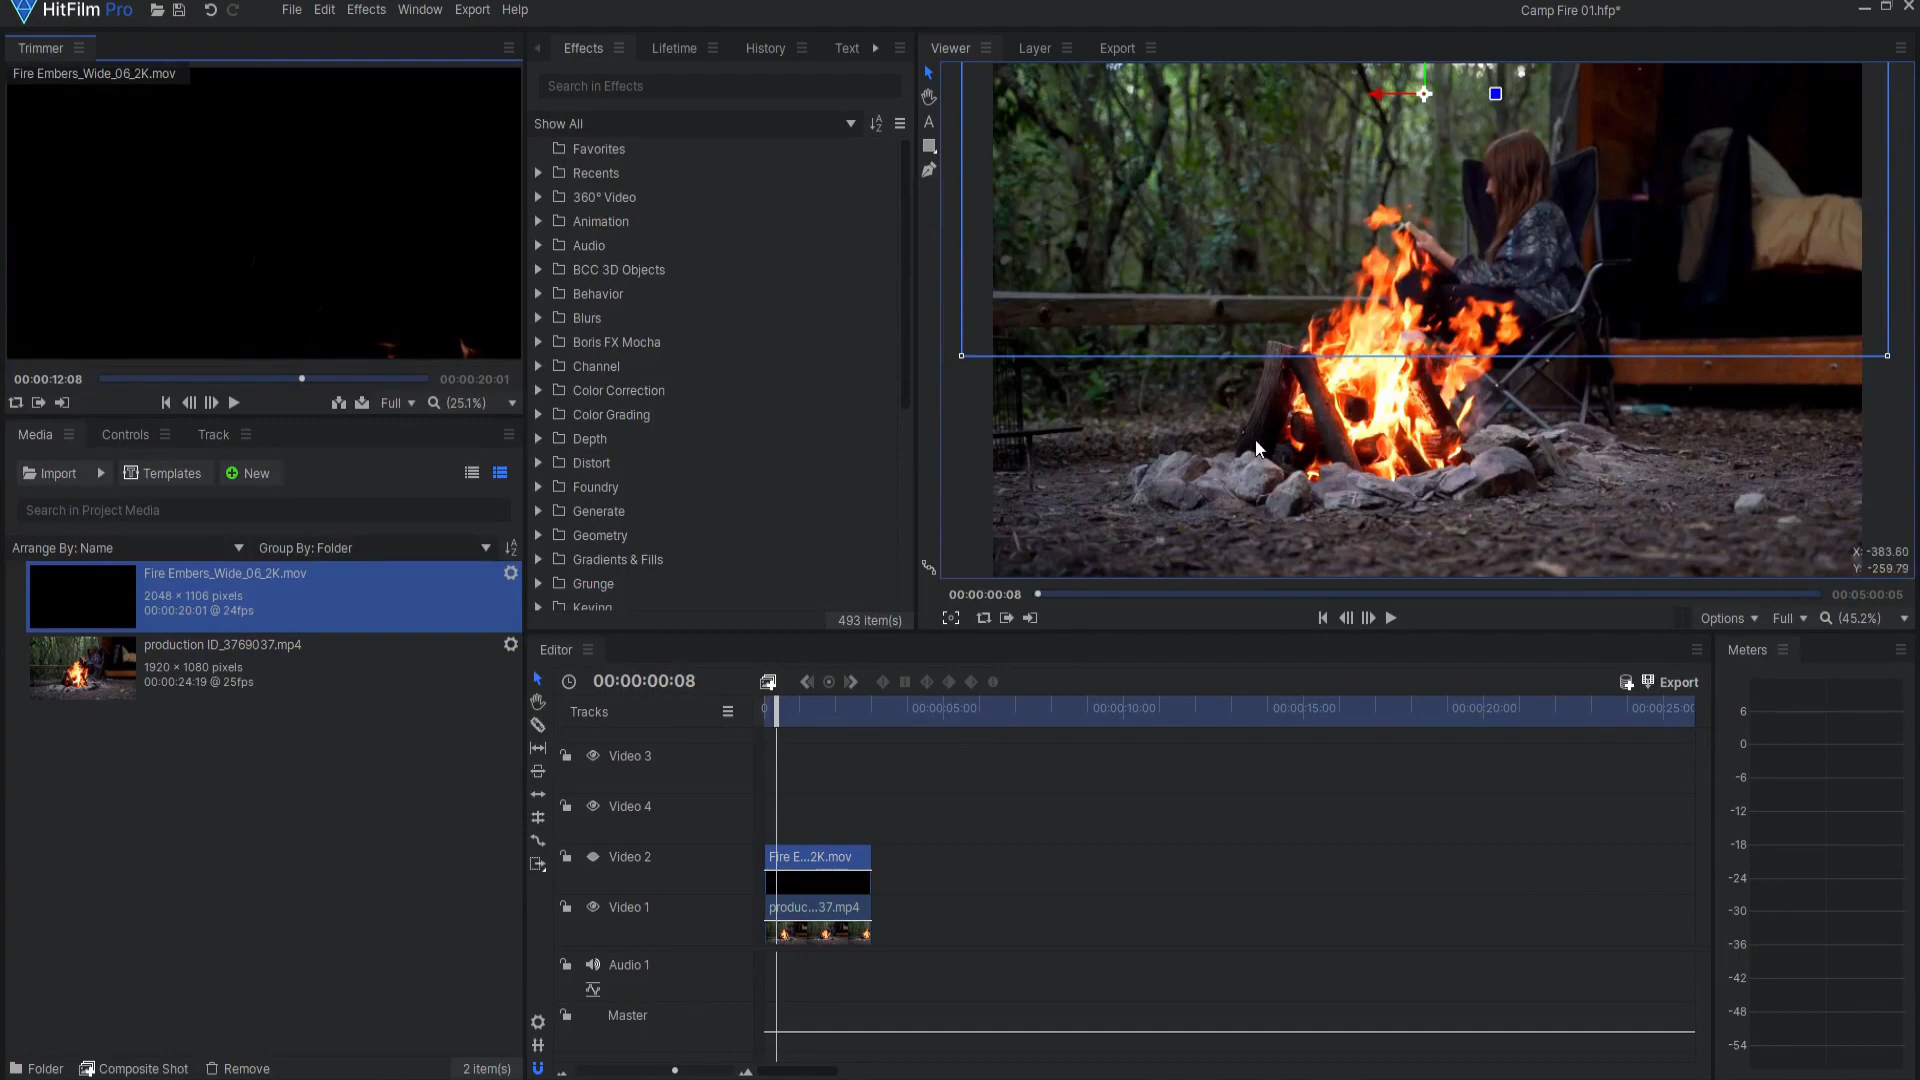 HitFilm Pro
File Edit Effects Window Export Help
Camp Fire 01.hfp*
Trimmer
Fire Embers_Wide_06_2K.mov
00:00:12:08
00:00:20:01
Full
(25.1%)
Media
Controls
Track
Import
Templates
New
Search in Project Media
Arrange By: Name
Group By: Folder
Fire Embers_Wide_06_2K.mov
2048 × 1106 pixels
00:00:20:01 @ 24fps
production ID_3769037.mp4
1920 × 1080 pixels
00:00:24:19 @ 25fps
Folder
Composite Shot
Remove
2 item(s)
Effects
Lifetime
History
Text
Search in Effects
Show All
Favorites
Recents
360° Video
Animation
Audio
BCC 3D Objects
Behavior
Blurs
Boris FX Mocha
Channel
Color Correction
Color Grading
Depth
Distort
Foundry
Generate
Geometry
Gradients & Fills
Grunge
Keying
493 item(s)
Viewer
Layer
Export
X: -383.60
Y: -259.79
00:00:00:08
00:05:00:05
Options
Full
(45.2%)
Editor
00:00:00:08
Export
Tracks
0
00:00:05:00
00:00:10:00
00:00:15:00
00:00:20:00
00:00:25:00
Video 3
Video 4
Video 2
Fire E...2K.mov
Video 1
produc...37.mp4
Audio 1
Master
Meters
6
0
-6
-12
-18
-24
-30
-36
-42
-48
-54